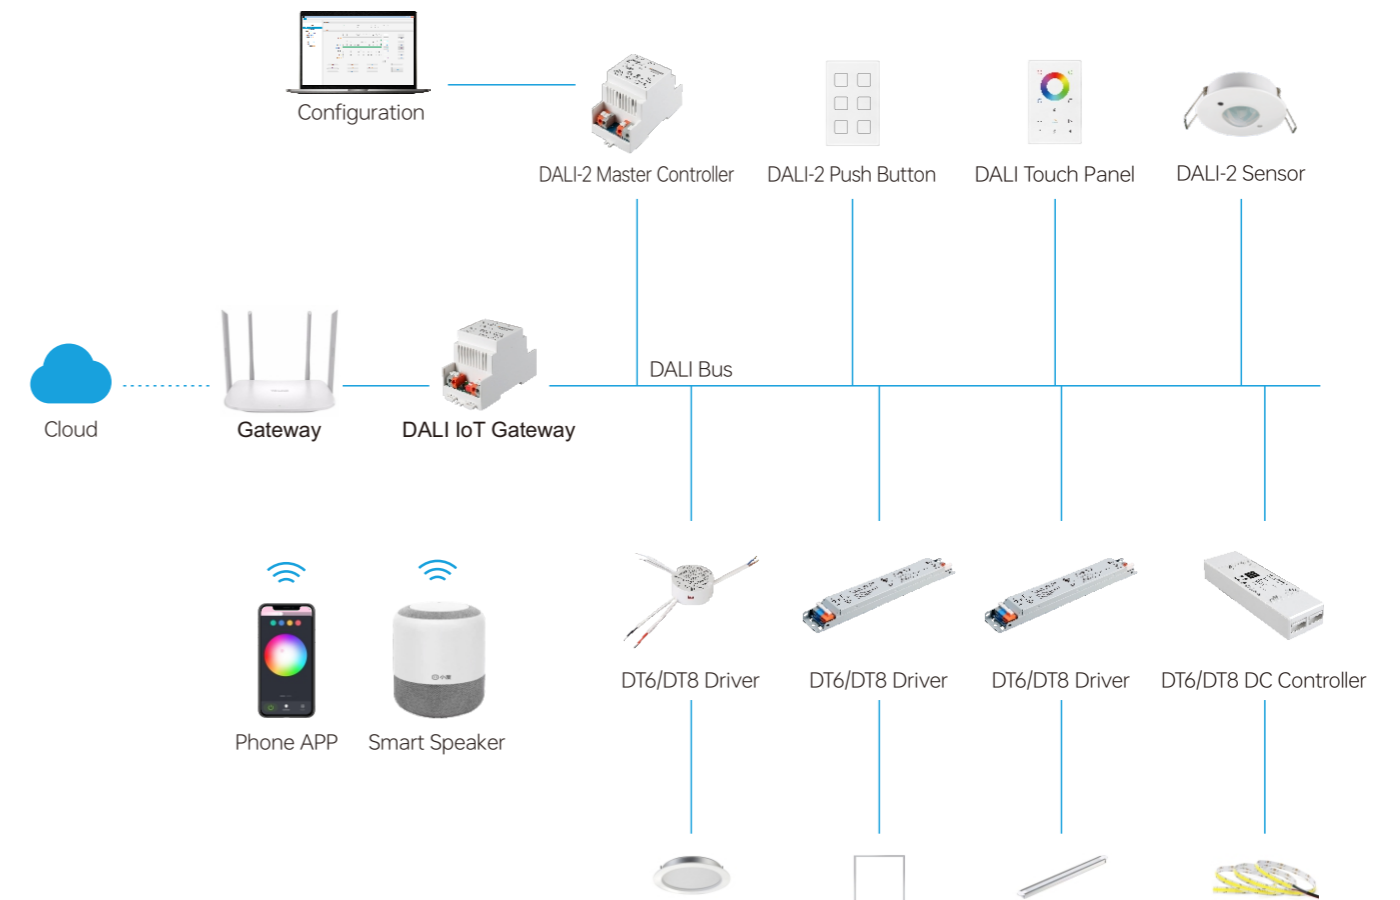 Configuration
DALI-2 Master Controller
DALI-2 Push Button
DALI Touch Panel
DALI-2 Sensor
DALI Bus
Cloud
Gateway
DALI IoT Gateway
DT6/DT8 Driver
DT6/DT8 Driver
DT6/DT8 Driver
DT6/DT8 DC Controller
Phone APP
Smart Speaker